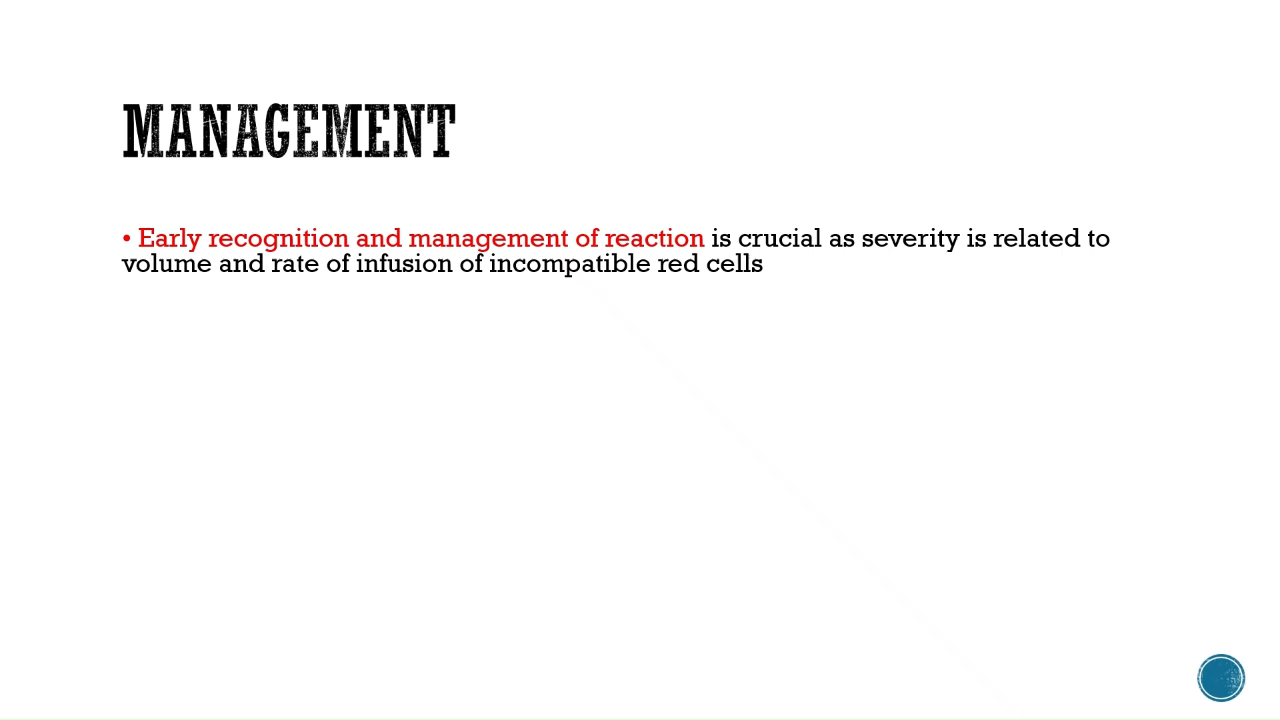 MANAGEMENT
• Early recognition and management of reaction is crucial as severity is related to
volume and rate of infusion of incompatible red cells